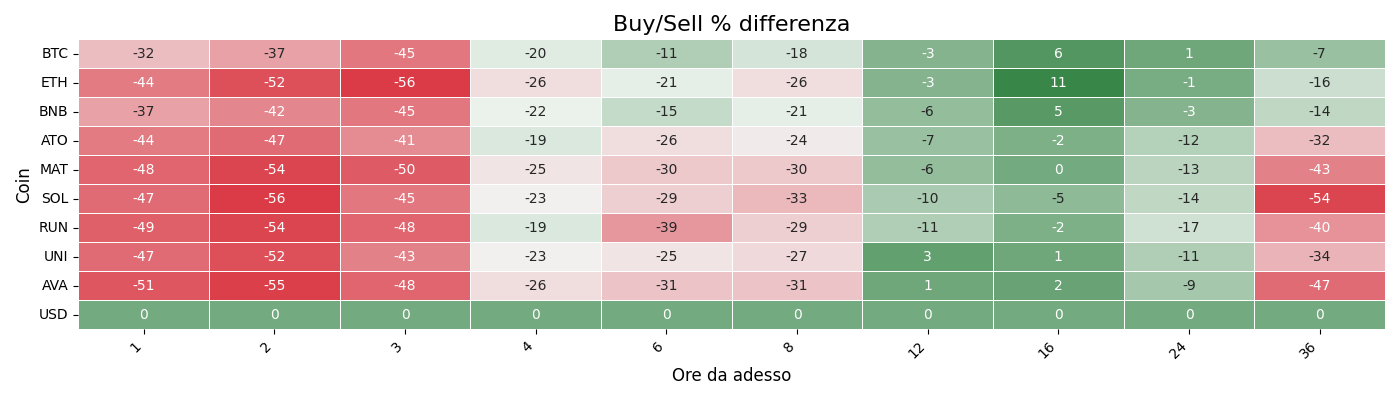 Buy/Sell % differenza
Coin
BTC -32 -37 -45 -20 -11 -18 -3 6 1 -7
ETH -44 -52 -56 -26 -21 -26 -3 11 -1 -16
BNB -37 -42 -45 -22 -15 -21 -6 5 -3 -14
ATO -44 -47 -41 -19 -26 -24 -7 -2 -12 -32
MAT -48 -54 -50 -25 -30 -30 -6 0 -13 -43
SOL -47 -56 -45 -23 -29 -33 -10 -5 -14 -54
RUN -49 -54 -48 -19 -39 -29 -11 -2 -17 -40
UNI -47 -52 -43 -23 -25 -27 3 1 -11 -34
AVA -51 -55 -48 -26 -31 -31 1 2 -9 -47
USD 0 0 0 0 0 0 0 0 0 0
1 2 3 4 6 8 12 16 24 36
Ore da adesso